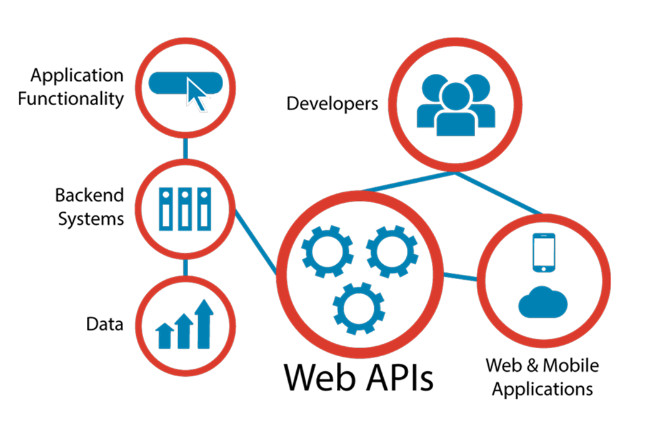 Application
Functionality
Developers
Backend
Systems
Data
Web APIs
Web & Mobile
Applications